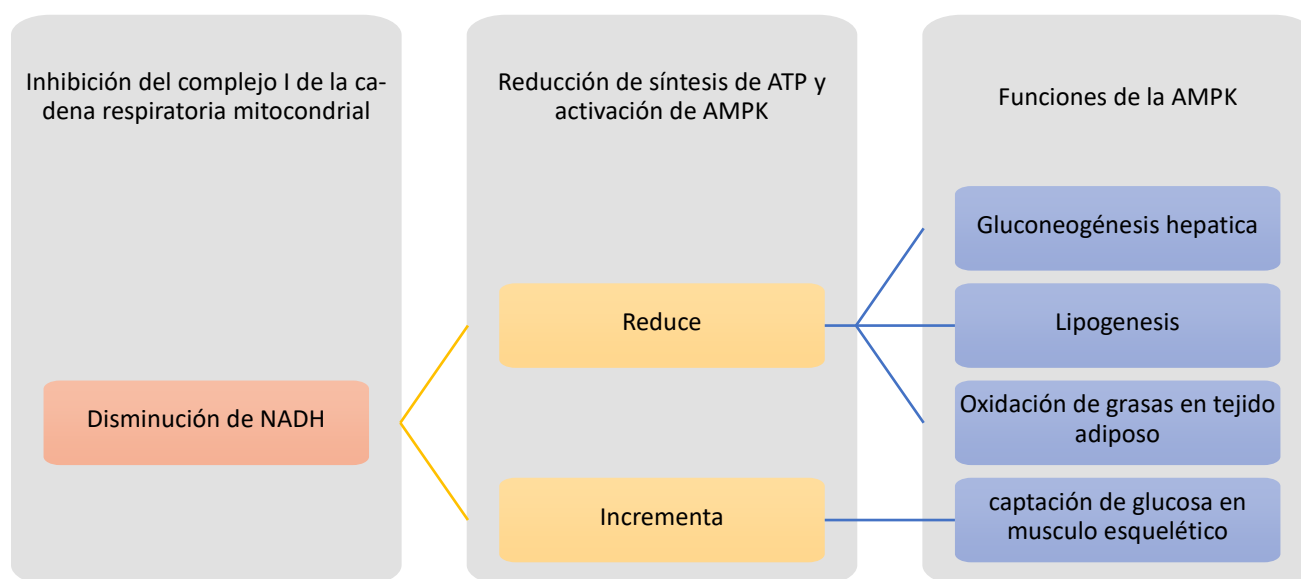 Inhibición del complejo I de la ca-
dena respiratoria mitocondrial
Disminución de NADH
Reducción de síntesis de ATP y
activación de AMPK
Reduce
Incrementa
Funciones de la AMPK
Gluconeogénesis hepatica
Lipogenesis
Oxidación de grasas en tejido
adiposo
captación de glucosa en
musculo esquelético